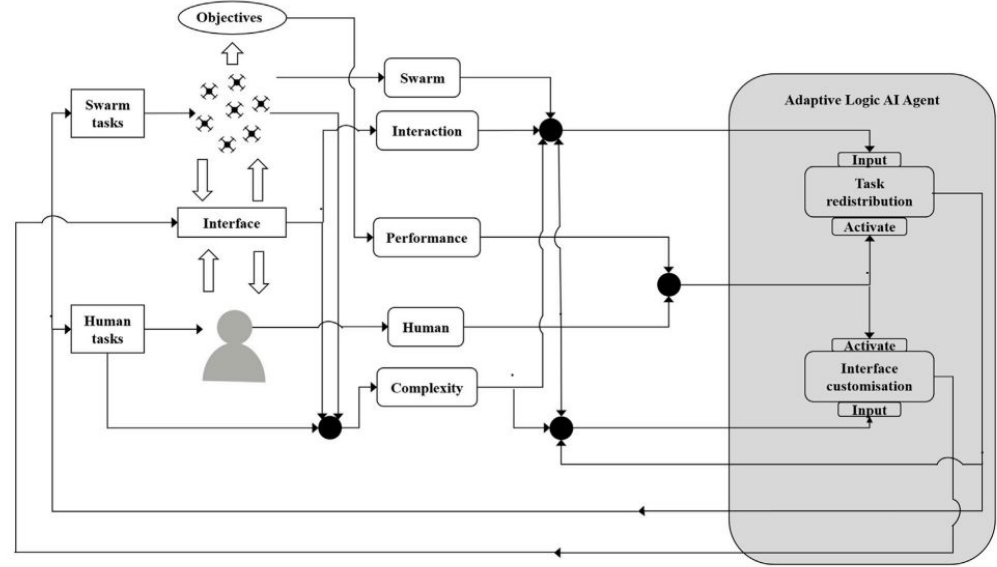 Objectives
Swarm
tasks
Swarm
Interaction
Adaptive Logic AI Agent
Input
Task
redistribution
Activate
Interface
Performance
Human
tasks
Human
Complexity
Activate
Interface
customisation
Input